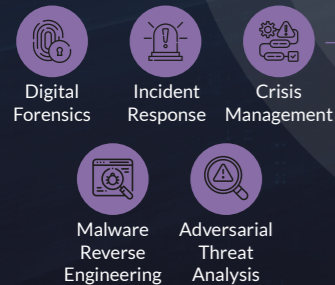 Digital
Forensics
Incident
Response
Crisis
Management
Malware
Reverse
Engineering
Adversarial
Threat
Analysis